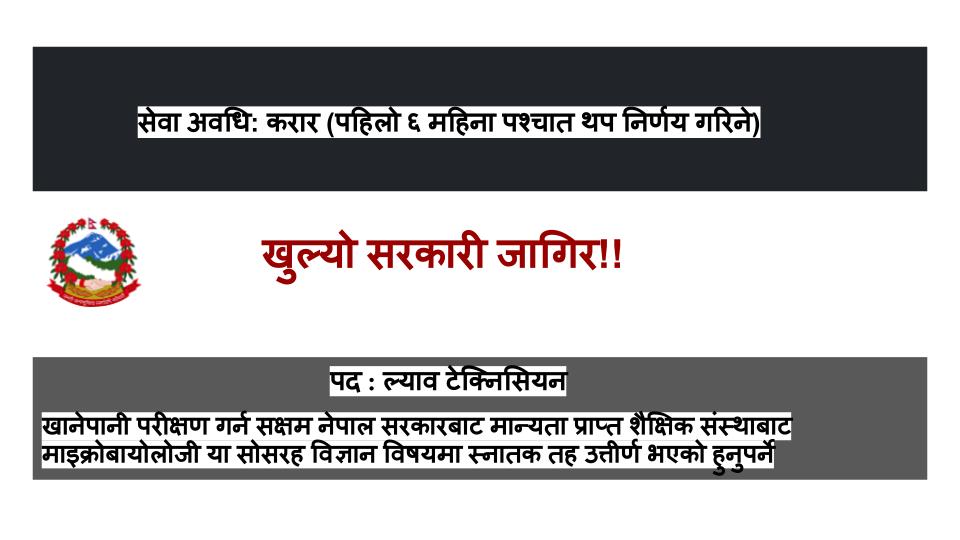 सेवा अवधि: करार (पहिलो ६ महिना पश्चात थप निर्णय गरिने)
खुल्यो सरकारी जागिर!!
पद : ल्याव टेक्निसियन
खानेपानी परीक्षण गर्न सक्षम नेपाल सरकारबाट मान्यता प्राप्त शैक्षिक संस्थाबाट
माइक्रोबायोलोजी या सोसरह विज्ञान विषयमा स्नातक तह उत्तीर्ण भएको हुनुपर्ने